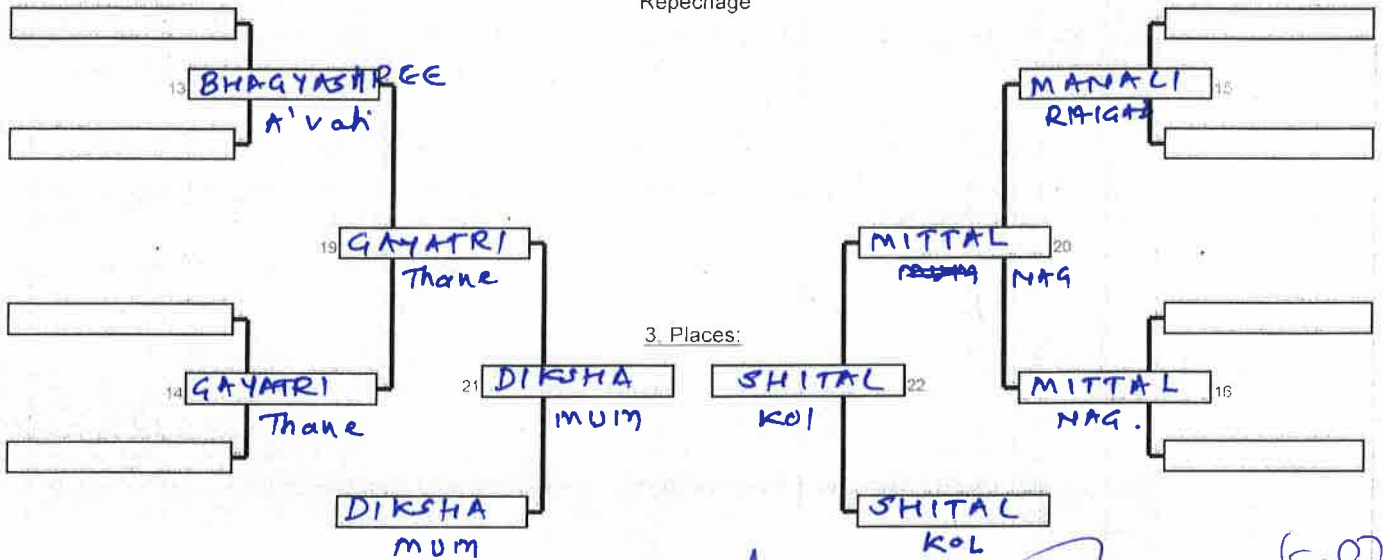 Repechage
13 BHAGYASHREE
A'vati
MANALI 15
RAIGAD
19 GAYATRI
Thane
MITTAL 20
NAG
3. Places:
14 GAYATRI
Thane
21 DIKSHA
MUM
SHITAL 22
KOL
MITTAL 16
NAG.
DIKSHA
MUM
SHITAL
KOL